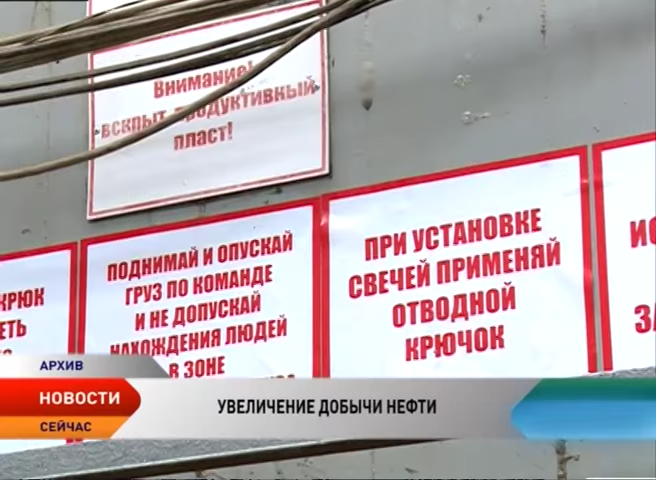 Внимание!
вскрыт продуктивный
пласт!
КРЮК
ПОДНИМАЙ И ОПУСКАЙ
ГРУЗ ПО КОМАНДЕ
И НЕ ДОПУСКАЙ
НАХОЖДЕНИЯ ЛЮДЕЙ
В ЗОНЕ
ПРИ УСТАНОВКЕ
СВЕЧЕЙ ПРИМЕНЯЙ
ОТВОДНОЙ
КРЮЧОК
АРХИВ
НОВОСТИ
СЕЙЧАС
УВЕЛИЧЕНИЕ ДОБЫЧИ НЕФТИ